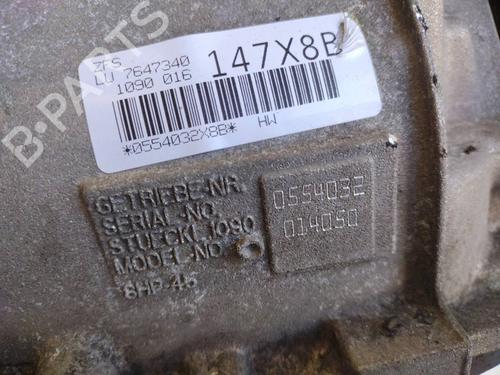 ZFS
LU 7647340
1090 016
147X8B
*0554032X8B* HW
B-PARTS
GETRIEBE-NR.
SERIAL-NO.
STUECKL. 1090
MODEL-NO.
8HP-45
0554032
014050